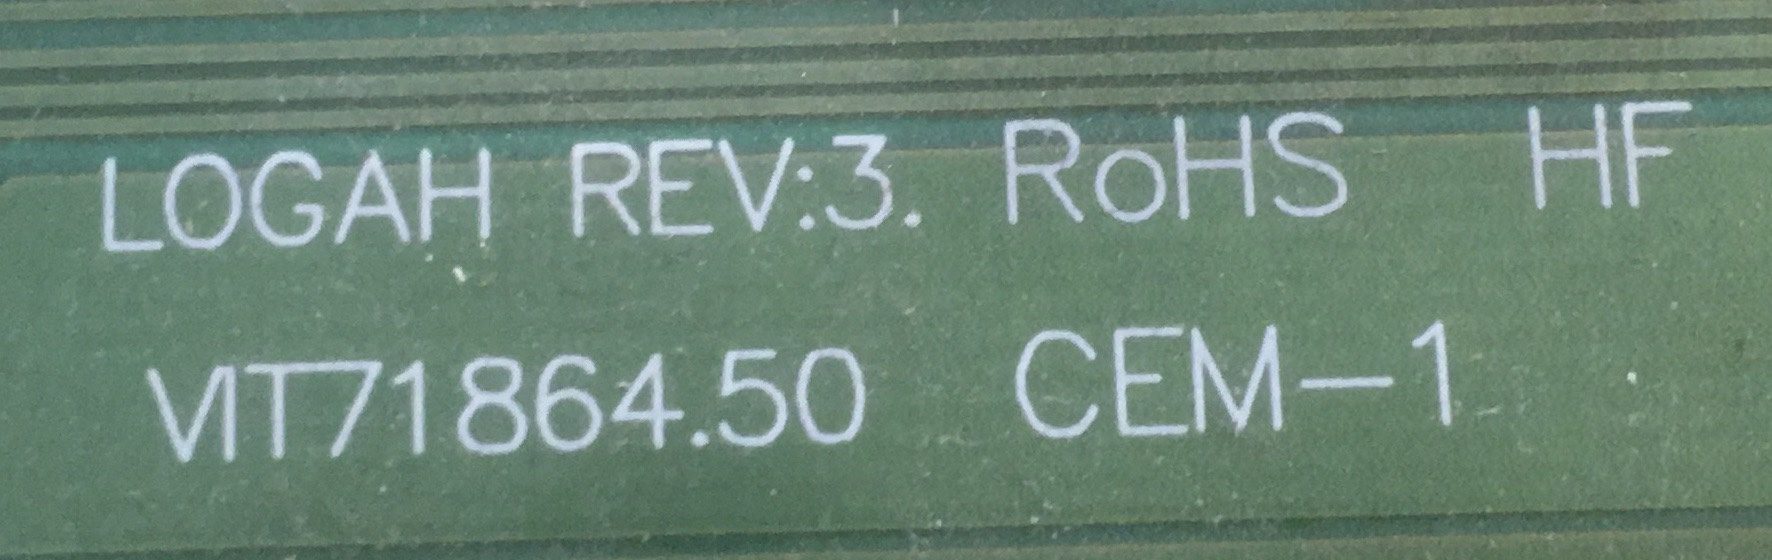 LOGAH REV:3. RoHS HF
VIT71864.50 CEM-1